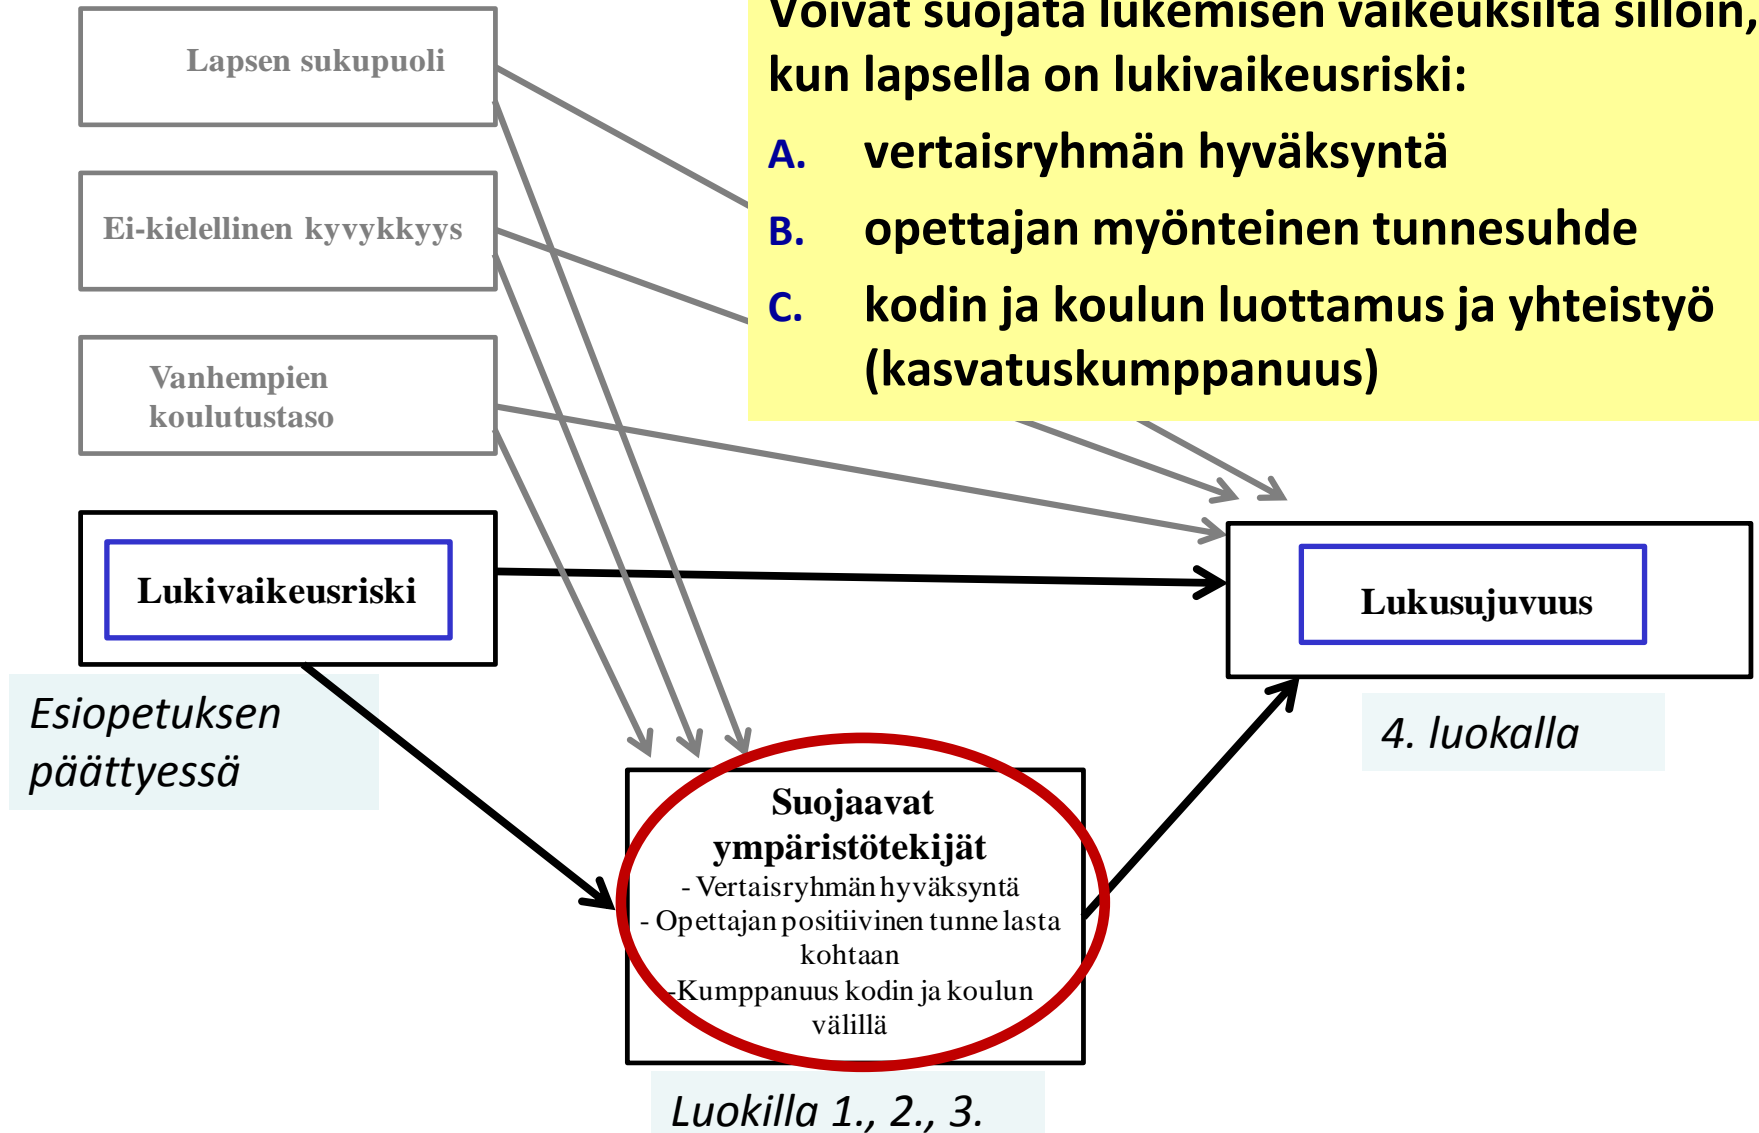 Voivat suojata lukemisen vaikeuksilta silloin,
kun lapsella on lukivaikeusriski:
A. vertaisryhmän hyväksyntä
B. opettajan myönteinen tunnesuhde
C. kodin ja koulun luottamus ja yhteistyö
(kasvatuskumppanuus)
Lapsen sukupuoli
Ei-kielellinen kyvykkyys
Vanhempien
koulutustaso
Lukivaikeusriski
Esiopetuksen
päättyessä
Lukusujuvuus
4. luokalla
Suojaavat
ympäristötekijät
- Vertaisryhmän hyväksyntä
- Opettajan positiivinen tunne lasta
kohtaan
-Kumppanuus kodin ja koulun
välillä
Luokilla 1., 2., 3.